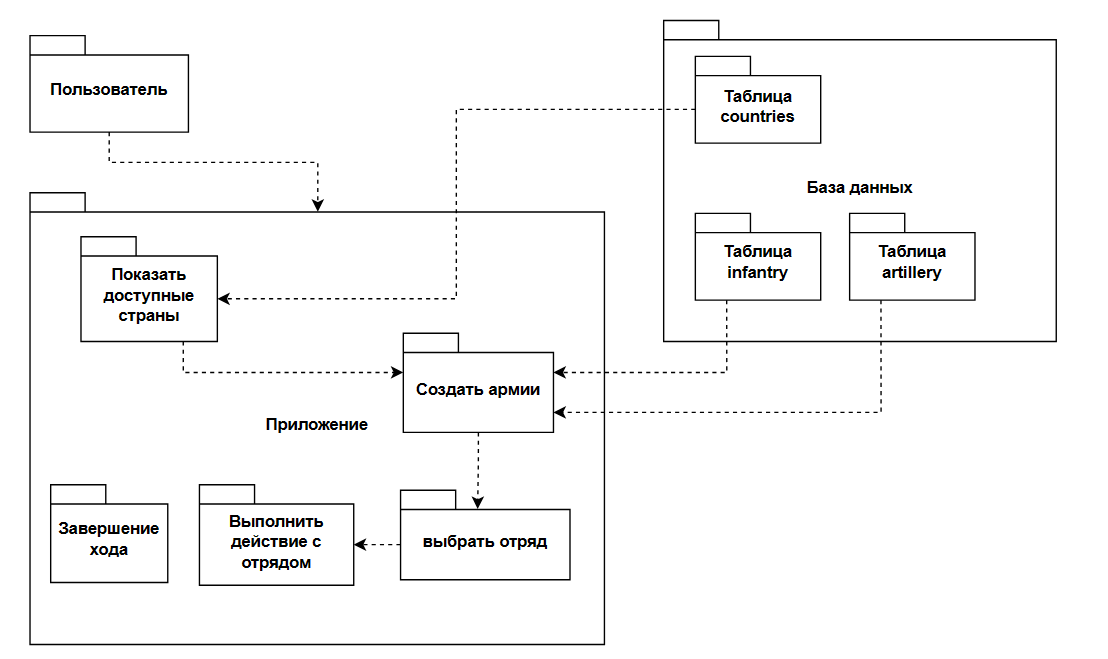 Пользователь
Таблица
countries
База данных
Таблица
infantry
Таблица
artillery
Показать
доступные
страны
Создать армии
Приложение
Завершение
хода
Выполнить
действие с
отрядом
выбрать отряд